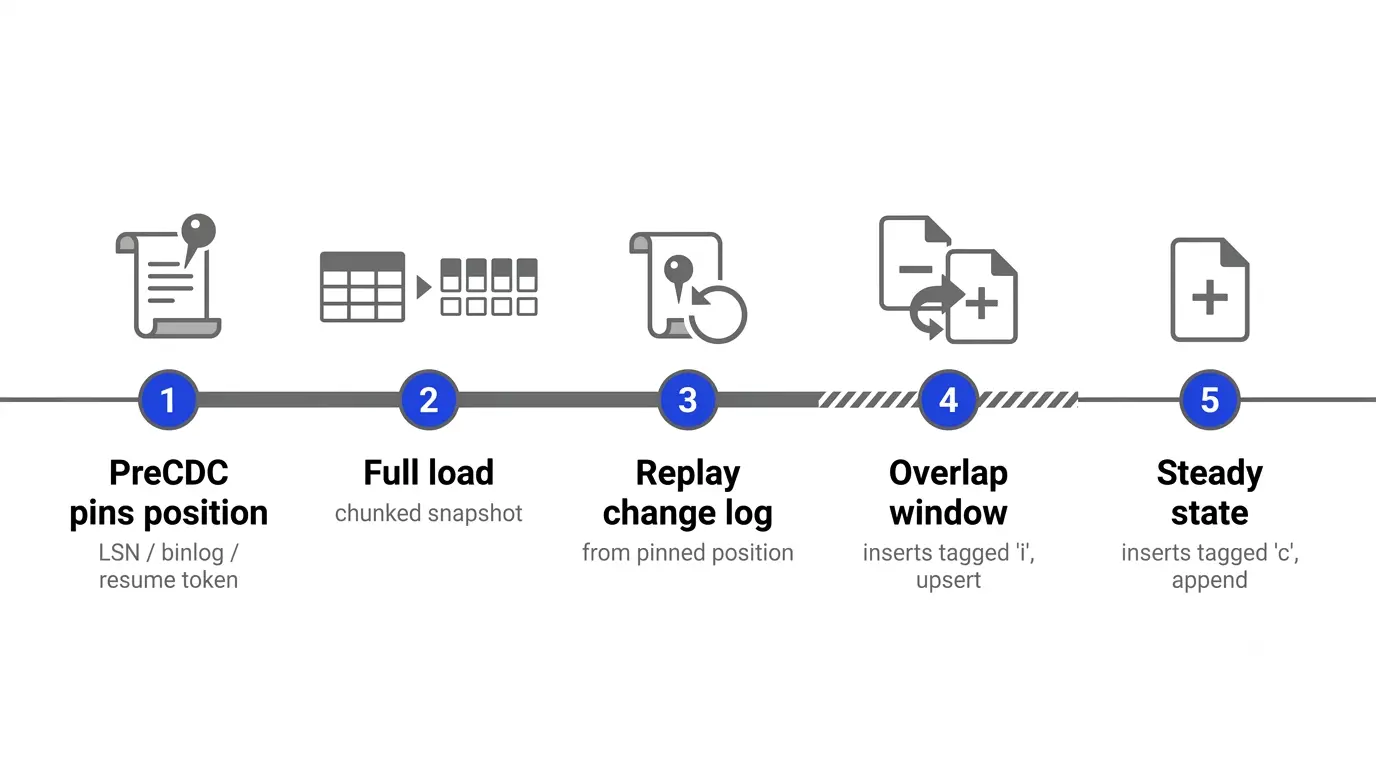 1
PreCDC
pins position
LSN / binlog /
resume token
2
Full load
chunked snapshot
3
Replay
change log
from pinned position
4
Overlap
window
inserts tagged 'i',
upsert
5
Steady
state
inserts tagged 'c',
append